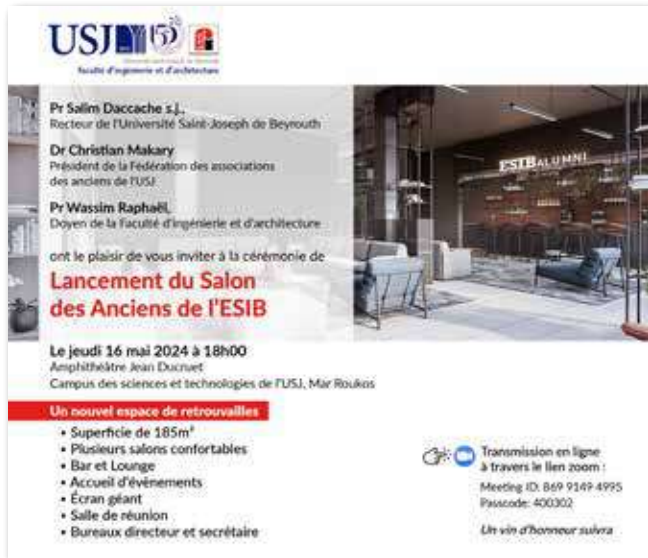 USJ 150
faculté d'ingénierie et d'architecture
Pr Salim Daccache s.j.,
Recteur de l'Université Saint-Joseph de Beyrouth
Dr Christian Makary
Président de la Fédération des associations
des anciens de l'USJ
Pr Wassim Raphaël,
Doyen de la Faculté d'ingénierie et d'architecture
ont le plaisir de vous inviter à la cérémonie de
Lancement du Salon
des Anciens de l'ESIB
ESIB ALUMNI
Le jeudi 16 mai 2024 à 18h00
Amphithéâtre Jean Ducruet
Campus des sciences et technologies de l'USJ, Mar Roukos
Un nouvel espace de retrouvailles
• Superficie de 185m²
• Plusieurs salons confortables
• Bar et Lounge
• Accueil d'évènements
• Écran géant
• Salle de réunion
• Bureaux directeur et secrétaire
Transmission en ligne
à travers le lien zoom :
Meeting ID: 869 9149 4995
Passcode: 400302
Un vin d'honneur suivra